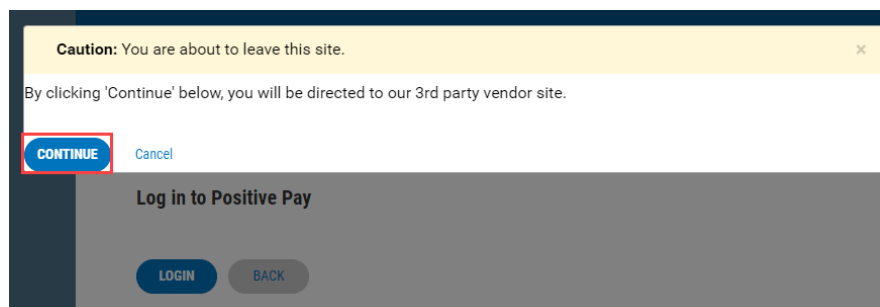 Caution: You are about to leave this site. ×
By clicking 'Continue' below, you will be directed to our 3rd party vendor site.
CONTINUE Cancel
Log in to Positive Pay
LOGIN BACK